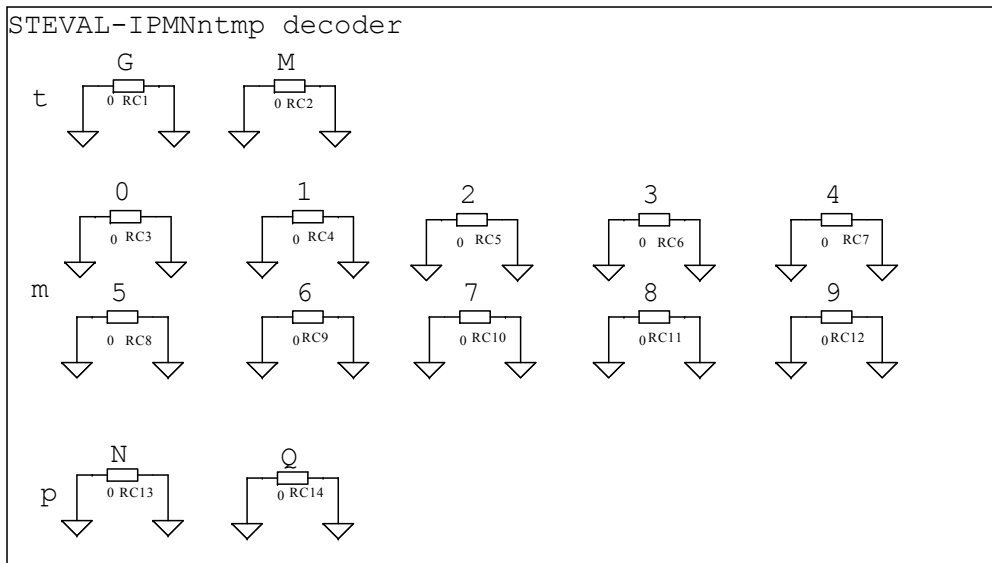 STEVAL-IPMNntmp decoder
G M
t
0 RC1 0 RC2
0 1 2 3 4
0 RC3 0 RC4 0 RC5 0 RC6 0 RC7
m
5 6 7 8 9
0 RC8 0 RC9 0 RC10 0 RC11 0 RC12
N Q
p
0 RC13 0 RC14